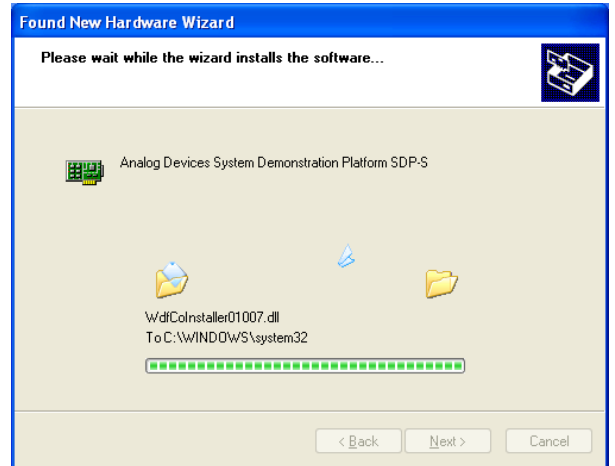 Found New Hardware Wizard
Please wait while the wizard installs the software...
Analog Devices System Demonstration Platform SDP-S
WdfCoInstaller01007.dll
To C:\WINDOWS\system32
< Back Next > Cancel